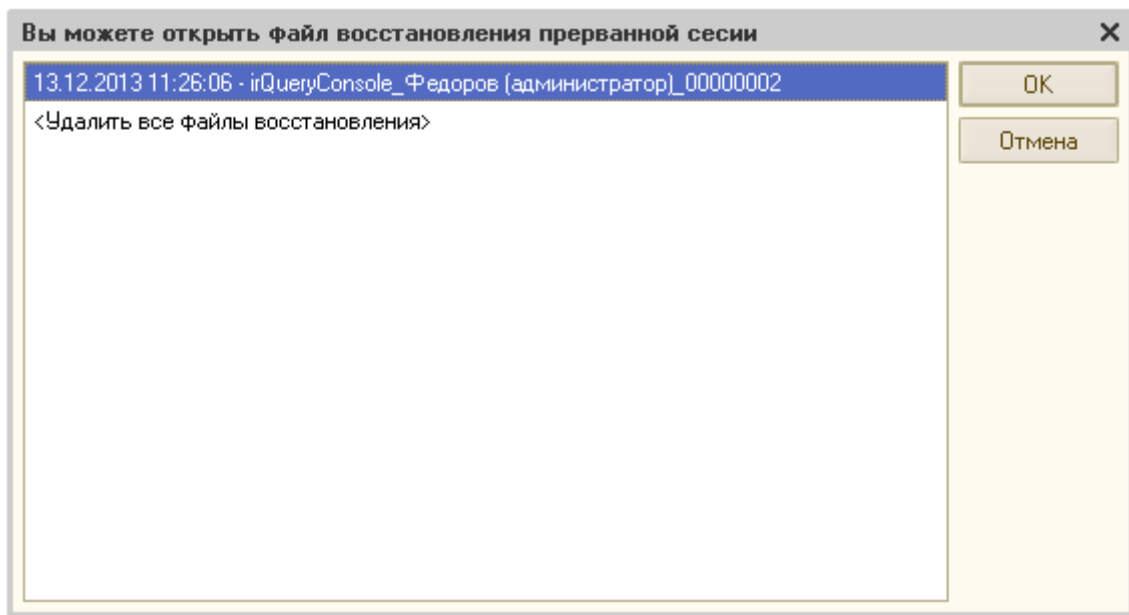 Вы можете открыть файл восстановления прерванной сесии
13.12.2013 11:26:06 - irQueryConsole_Федоров (администратор)_00000002
<Удалить все файлы восстановления>
OK
Отмена